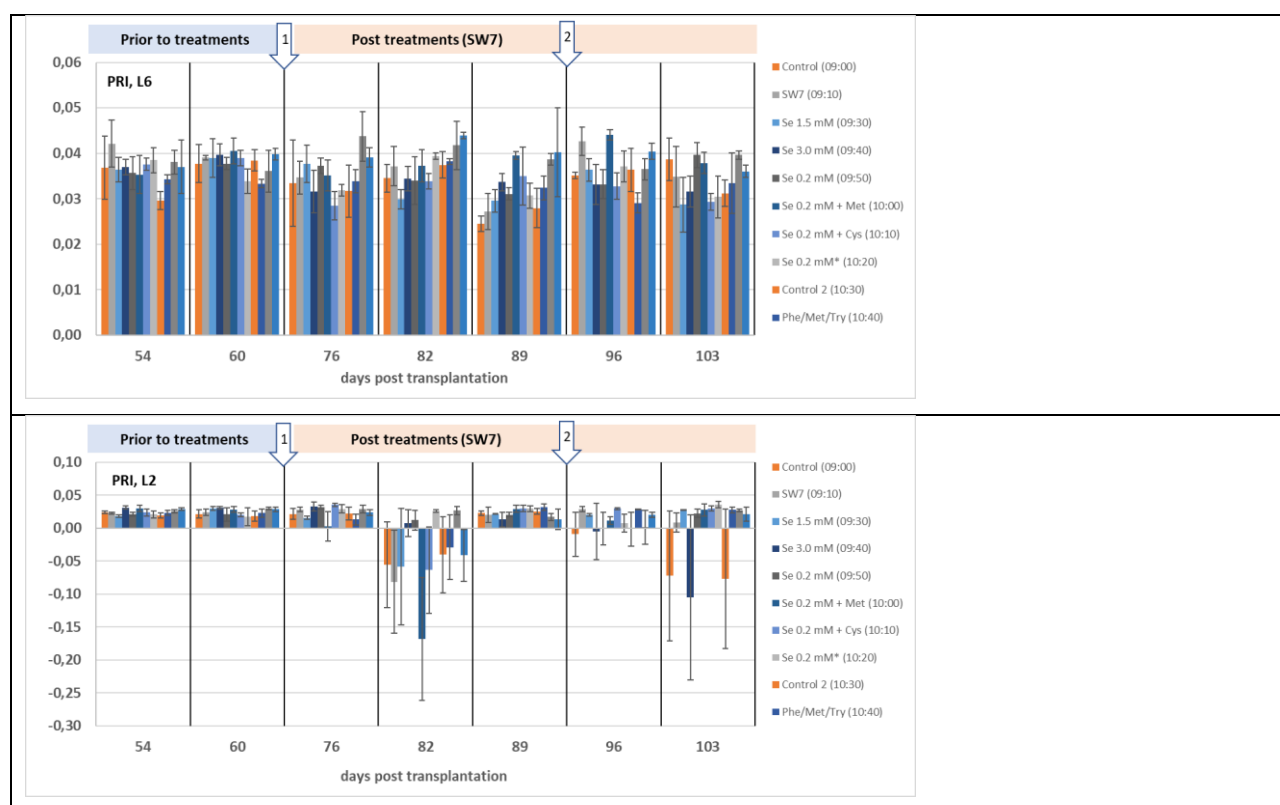 Prior to treatments 1 Post treatments (SW7) 2
0,06
PRI, L6
0,05
0,04
0,03
0,02
0,01
0,00
54 60 76 82 89 96 103
days post transplantation
Control (09:00)
SW7 (09:10)
Se 1.5 mM (09:30)
Se 3.0 mM (09:40)
Se 0.2 mM (09:50)
Se 0.2 mM + Met (10:00)
Se 0.2 mM + Cys (10:10)
Se 0.2 mM* (10:20)
Control 2 (10:30)
Phe/Met/Try (10:40)
Prior to treatments 1 Post treatments (SW7) 2
0,10
PRI, L2
0,05
0,00
-0,05
-0,10
-0,15
-0,20
-0,25
-0,30
54 60 76 82 89 96 103
days post transplantation
Control (09:00)
SW7 (09:10)
Se 1.5 mM (09:30)
Se 3.0 mM (09:40)
Se 0.2 mM (09:50)
Se 0.2 mM + Met (10:00)
Se 0.2 mM + Cys (10:10)
Se 0.2 mM* (10:20)
Control 2 (10:30)
Phe/Met/Try (10:40)